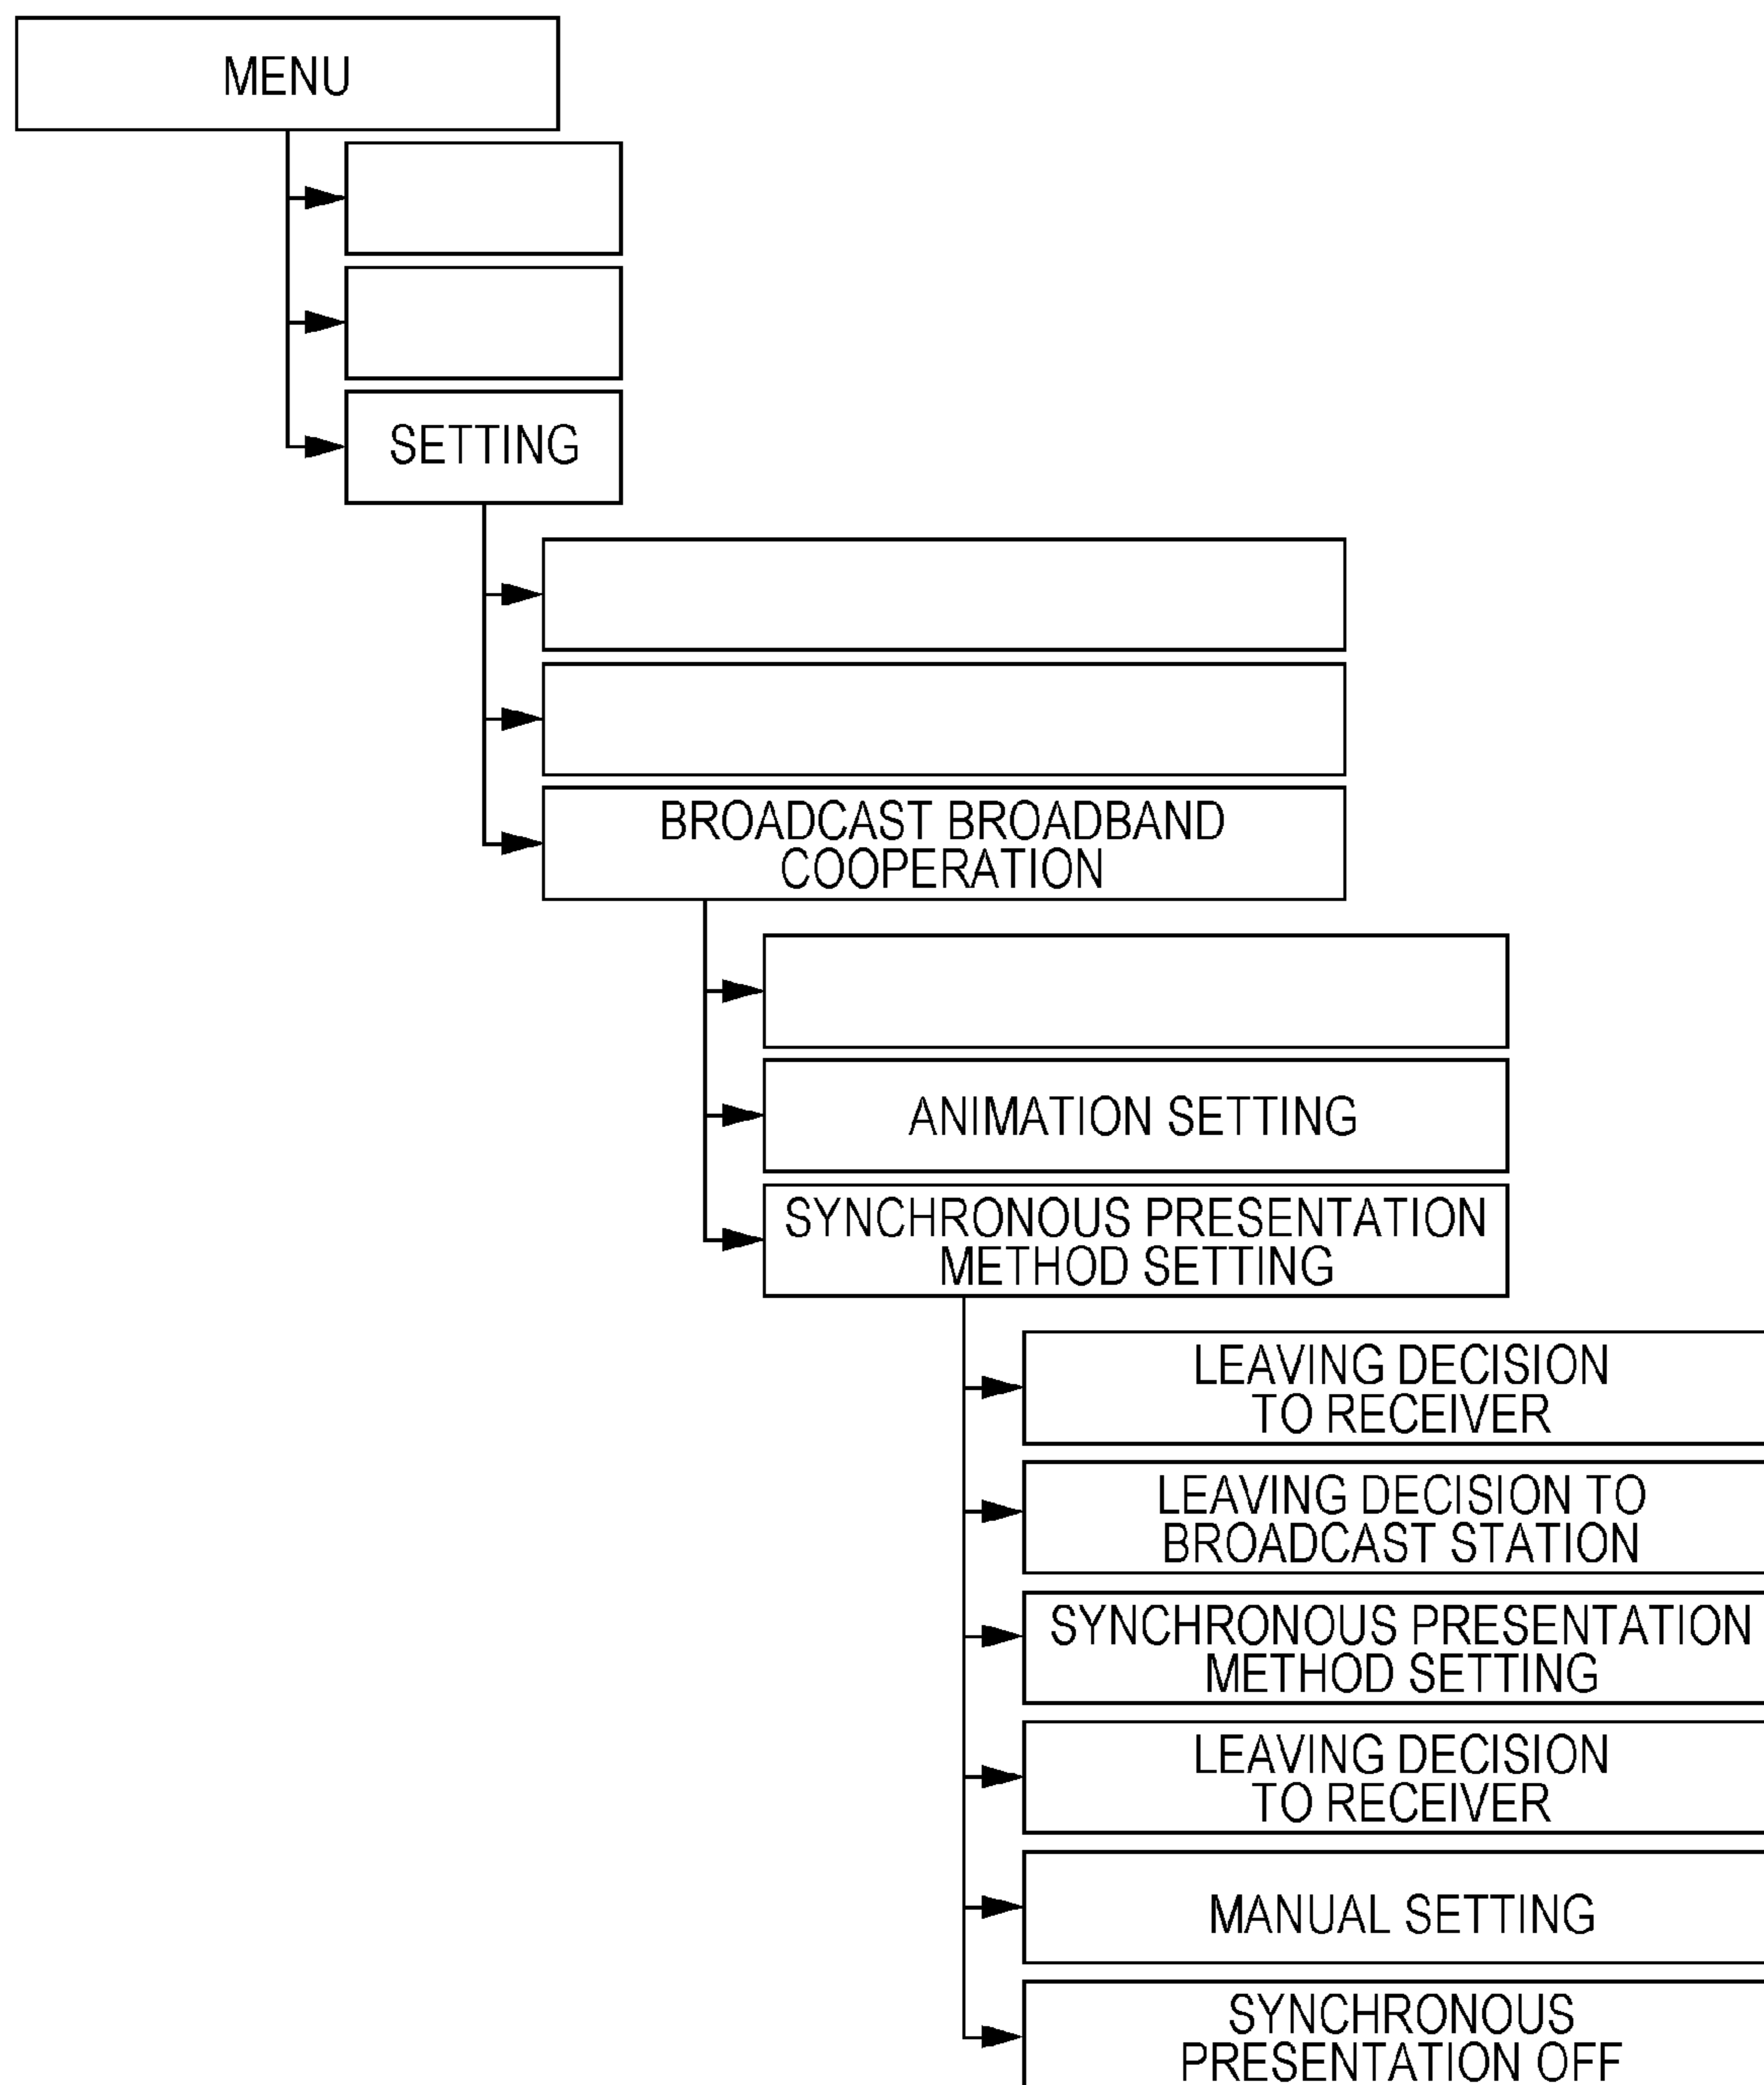 MENU
SETTING
BROADCAST BROADBAND
COOPERATION
ANIMATION SETTING
SYNCHRONOUS PRESENTATION
METHOD SETTING
LEAVING DECISION
TO RECEIVER
LEAVING DECISION TO
BROADCAST STATION
SYNCHRONOUS PRESENTATION
METHOD SETTING
LEAVING DECISION
TO RECEIVER
MANUAL SETTING
SYNCHRONOUS
PRESENTATION OFF